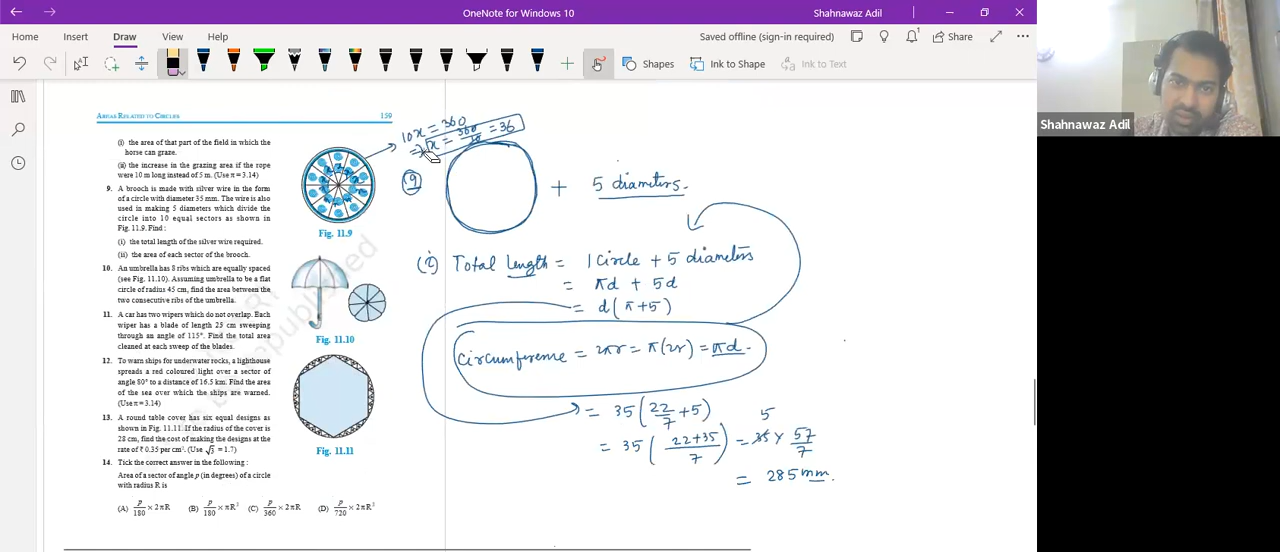 OneNote for Windows 10
Shahnawaz Adil
Home Insert Draw View Help
Saved offline (sign-in required)
Share
Shapes
Ink to Shape
Ink to Text
AREAS RELATED TO CIRCLES 159
(i) the area of that part of the field in which the
horse can graze.
(ii) the increase in the grazing area if the rope
were 10 m long instead of 5 m. (Use π = 3.14)
9. A brooch is made with silver wire in the form
of a circle with diameter 35 mm. The wire is also
used in making 5 diameters which divide the
circle into 10 equal sectors as shown in
Fig. 11.9. Find :
(i) the total length of the silver wire required.
(ii) the area of each sector of the brooch.
10. An umbrella has 8 ribs which are equally spaced
(see Fig. 11.10). Assuming umbrella to be a flat
circle of radius 45 cm, find the area between the
two consecutive ribs of the umbrella.
11. A car has two wipers which do not overlap. Each
wiper has a blade of length 25 cm sweeping
through an angle of 115°. Find the total area
cleaned at each sweep of the blades.
12. To warn ships for underwater rocks, a lighthouse
spreads a red coloured light over a sector of
angle 80° to a distance of 16.5 km. Find the area
of the sea over which the ships are warned.
(Use π = 3.14)
13. A round table cover has six equal designs as
shown in Fig. 11.11. If the radius of the cover is
28 cm, find the cost of making the designs at the
rate of ₹ 0.35 per cm². (Use √3 = 1.7)
14. Tick the correct answer in the following :
Area of a sector of angle p (in degrees) of a circle
with radius R is
(A) p/180 × 2πR (B) p/180 × πR² (C) p/360 × 2πR (D) p/720 × 2πR²
Fig. 11.9
Fig. 11.10
Fig. 11.11
10x = 360
=> x = 360/10 = 36
9
+ 5 diameters.
(i) Total length = 1 circle + 5 diameters
= πd + 5d
= d(π+5)
Circumference = 2πr = π(2r) = πd.
= 35(22/7 + 5)
= 35(22+35/7) = 35 × 57/7
5
= 285 mm.
Shahnawaz Adil